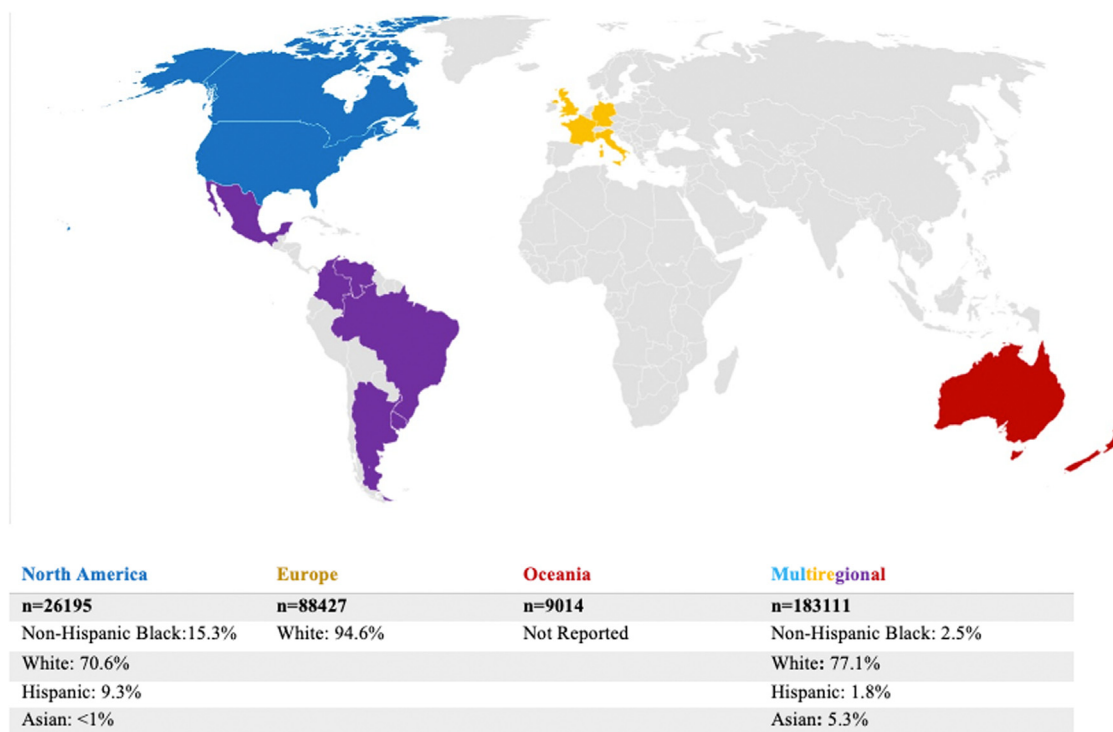 North America Europe Oceania Multiregional
n=26195 n=88427 n=9014 n=183111
Non-Hispanic Black:15.3% White: 94.6% Not Reported Non-Hispanic Black: 2.5%
White: 70.6% White: 77.1%
Hispanic: 9.3% Hispanic: 1.8%
Asian: <1% Asian: 5.3%